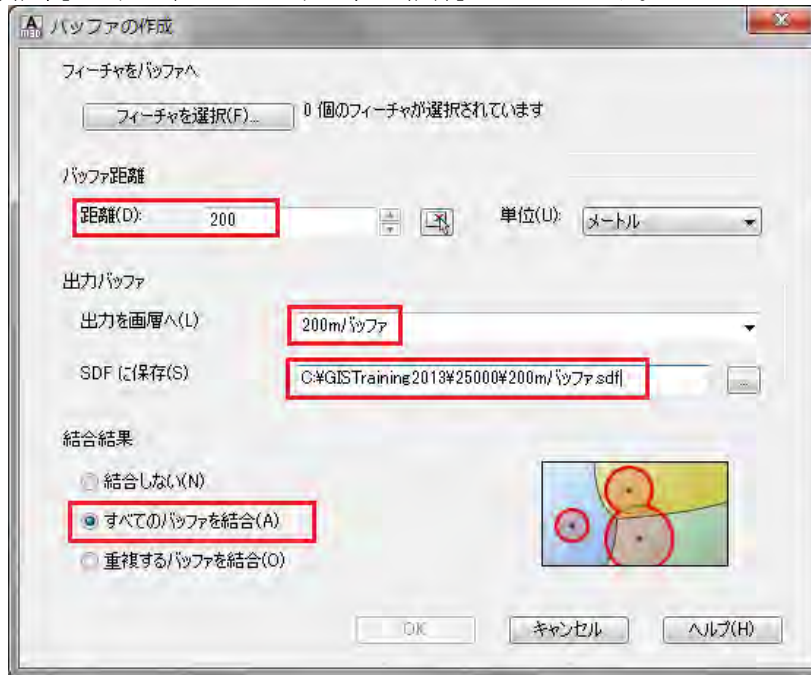 バッファの作成
フィーチャをバッファへ
フィーチャを選択(F)...
0 個のフィーチャが選択されています
バッファ距離
距離(D): 200
単位(U): メートル
出力バッファ
出力を画層へ(L) 200mバッファ
SDF に保存(S) C:¥GISTraining2013¥25000¥200mバッファ.sdf
...
結合結果
結合しない(N)
すべてのバッファを結合(A)
重複するバッファを結合(O)
OK キャンセル ヘルプ(H)